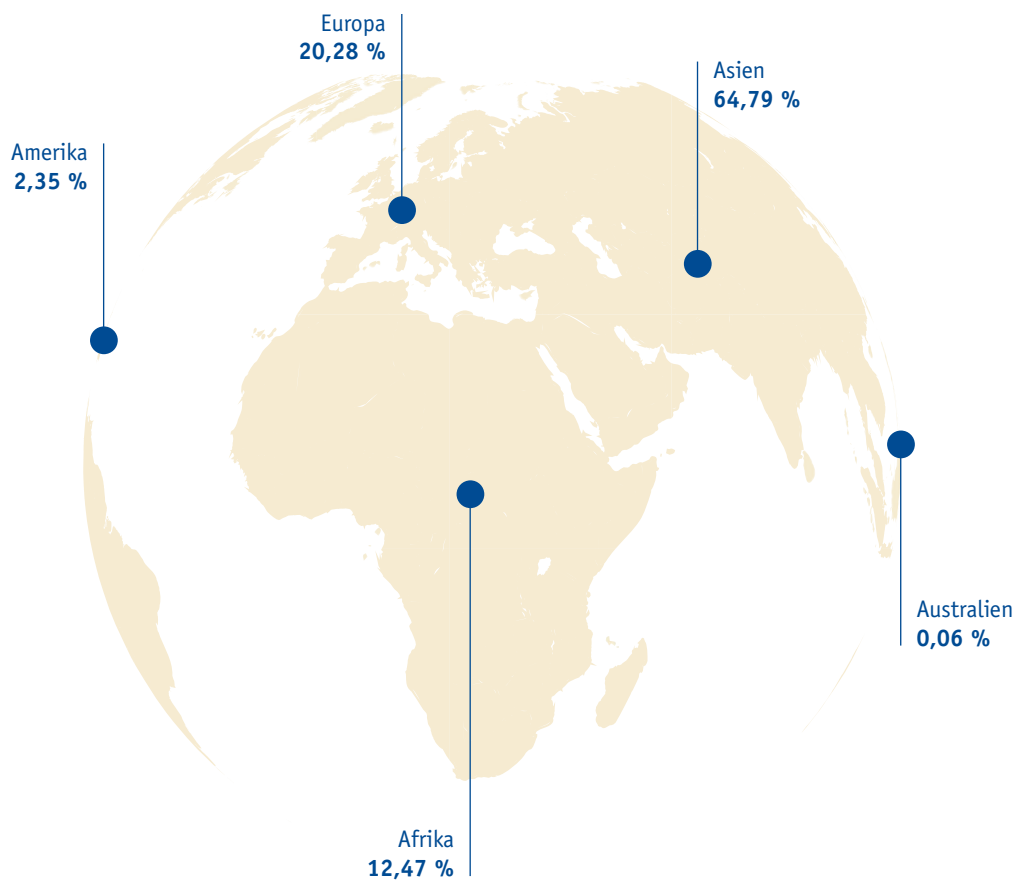 Europa
20,28 %
Asien
64,79 %
Amerika
2,35 %
Australien
0,06 %
Afrika
12,47 %